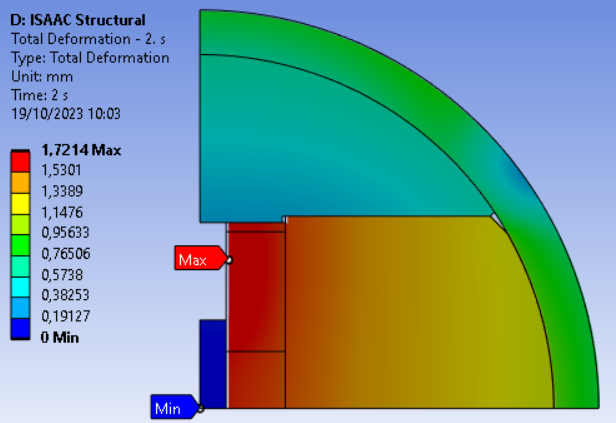 D: ISAAC Structural
Total Deformation - 2. s
Type: Total Deformation
Unit: mm
Time: 2 s
19/10/2023 10:03
1,7214 Max
1,5301
1,3389
1,1476
0,95633
0,76506
0,5738
0,38253
0,19127
0 Min
Max
Min